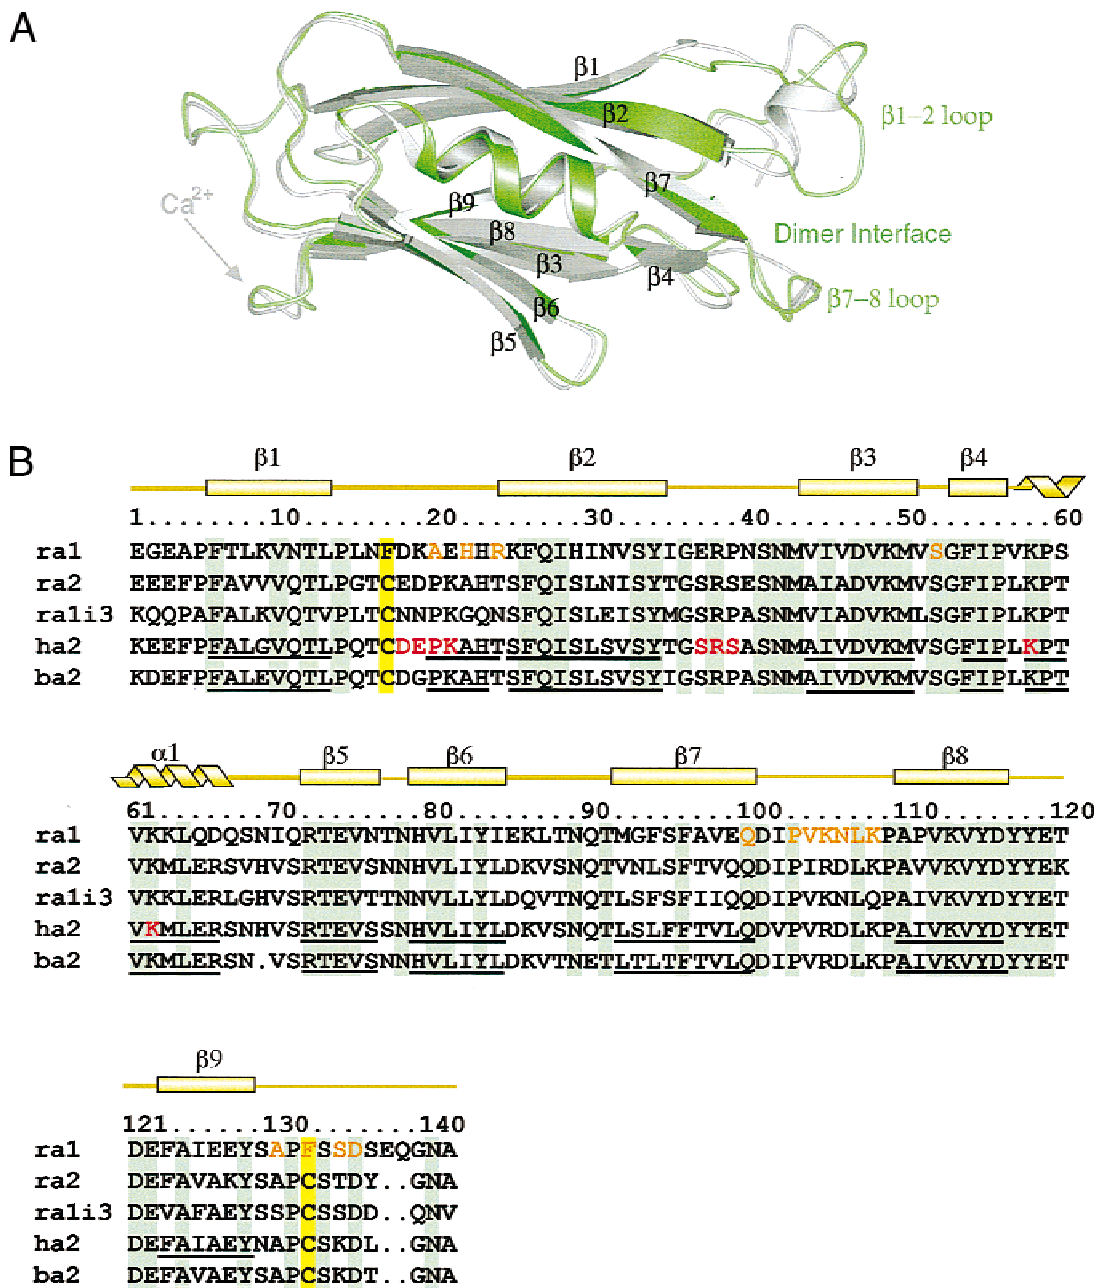 A
β1
β2
β1–2 loop
β7
Ca2+
β9
β8
Dimer Interface
β3
β4
β7–8 loop
β6
β5
B
β1 β2 β3 β4
1........10........20........30........40........50........60
ra1 EGEAPFTLKVNTLPLNFDKAEHHRKFQIHINVSYIGERPNSNMVIVDVKMVSGFIPVKPS
ra2 EEEFPFAVVVQTLPGTCEDPKAHTSFQISLNISYTGSRSESNMAIADVKMVSGFIPLKPT
ra1i3 KQQPAFALKVQTVPLTCNNPKGQNSFQISLEISYMGSRPASNMVIADVKMLSGFIPLKPT
ha2 KEEFPFALGVQTLPQTCDEPKAHTSFQISLSVSYTGSRSASNMAIVDVKMVSGFIPLKPT
ba2 KDEFPFALEVQTLPQTCDGPKAHTSFQISLSVSYIGSRPASNMAIVDVKMVSGFIPLKPT
α1 β5 β6 β7 β8
61.......70........80........90........100.......110.......120
ra1 VKKLQDQSNIQRTEVNTNHVLIYIEKLTNQTMGFSFAVEQDIPVKNLKPAPVKVYDYYET
ra2 VKMLERSVHVSRTEVSNNHVLIYLDKVSNQTVNLSFTVQQDIPIRDLKPAVVKVYDYYEK
ra1i3 VKKLERLGHVSRTEVTTNNVLLYLDQVTNQTLSFSFIIQQDIPVKNLQPAIVKVYDYYET
ha2 VKMLERSNHVSRTEVSSNHVLIYLDKVSNQTLSLFFTVLQDVPVRDLKPAIVKVYDYYET
ba2 VKMLERSN.VSRTEVSNNHVLIYLDKVTNETLTLTFTVLQDIPVRDLKPAIVKVYDYYET
β9
121......130.......140
ra1 DEFAIEEYSAPFSSDSEQGNA
ra2 DEFAVAKYSAPCSTDY..GNA
ra1i3 DEVAFAEYSSPCSSDD..QNV
ha2 DEFAIAEYNAPCSKDL..GNA
ba2 DEFAVAEYSAPCSKDT..GNA